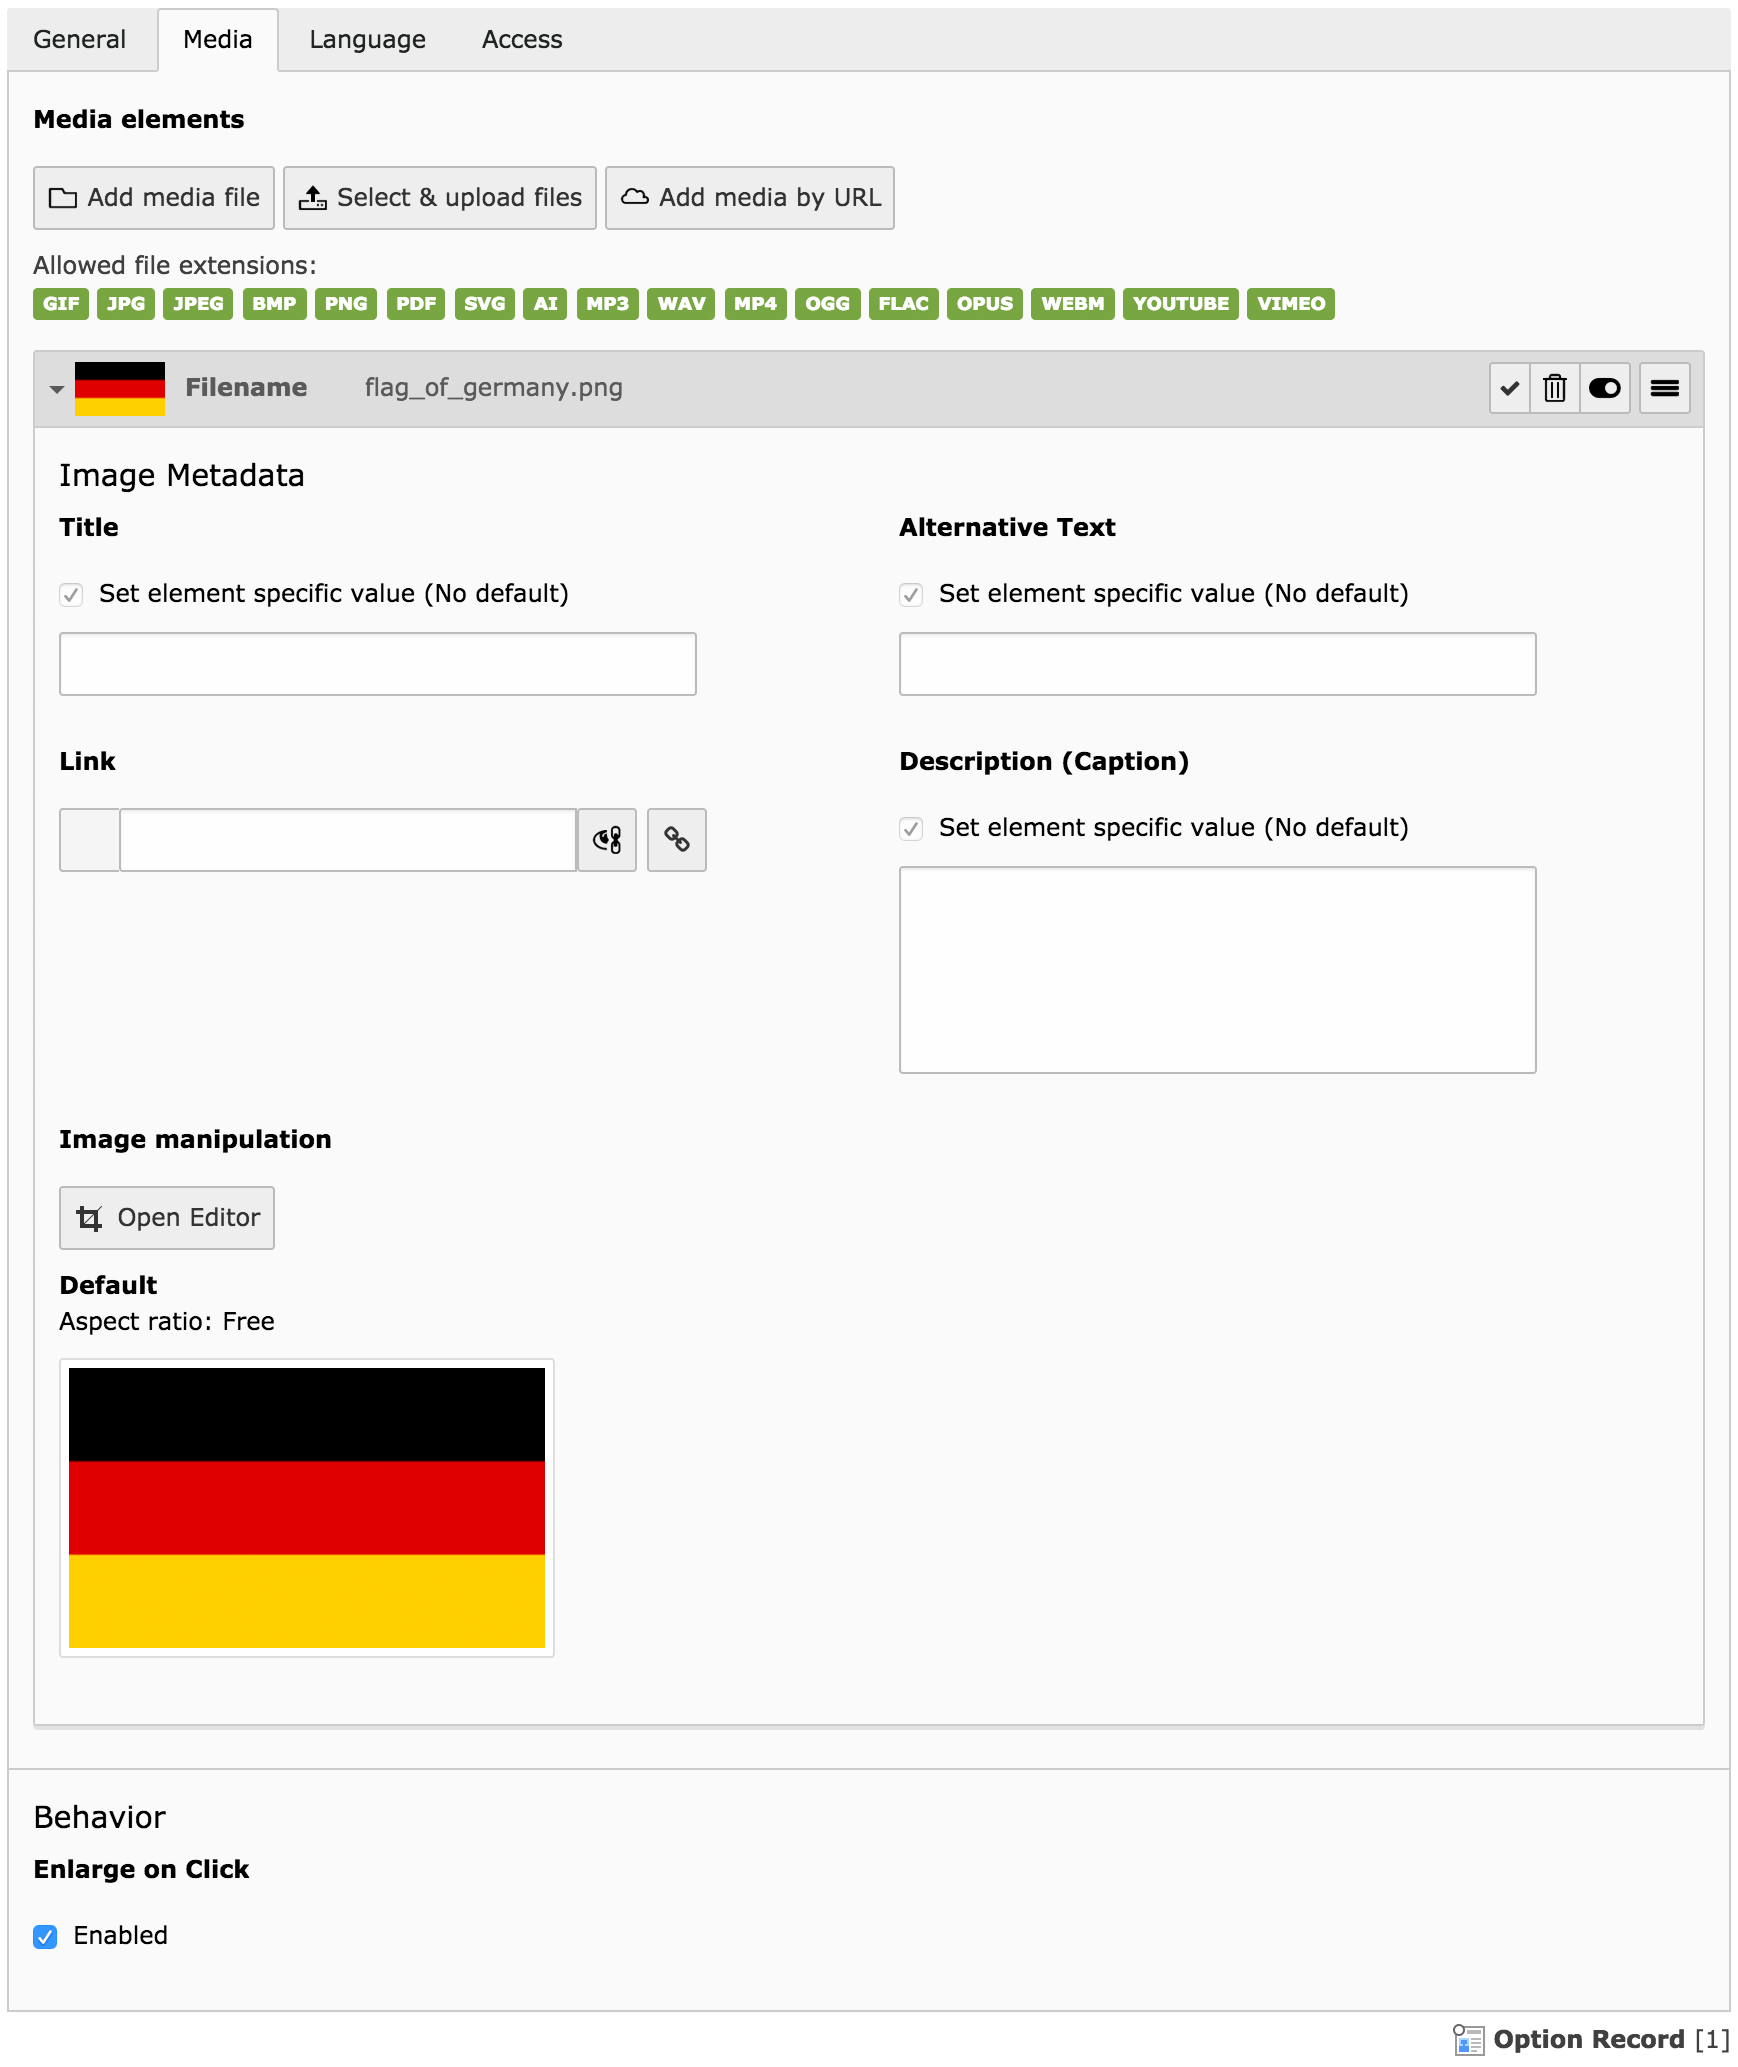 General Media Language Access
Media elements
Add media file Select & upload files Add media by URL
Allowed file extensions:
GIF JPG JPEG BMP PNG PDF SVG AI MP3 WAV MP4 OGG FLAC OPUS WEBM YOUTUBE VIMEO
Filename flag_of_germany.png
Image Metadata
Title Alternative Text
Set element specific value (No default) Set element specific value (No default)
Link Description (Caption)
Set element specific value (No default)
Image manipulation
Open Editor
Default
Aspect ratio: Free
Behavior
Enlarge on Click
Enabled
Option Record [1]